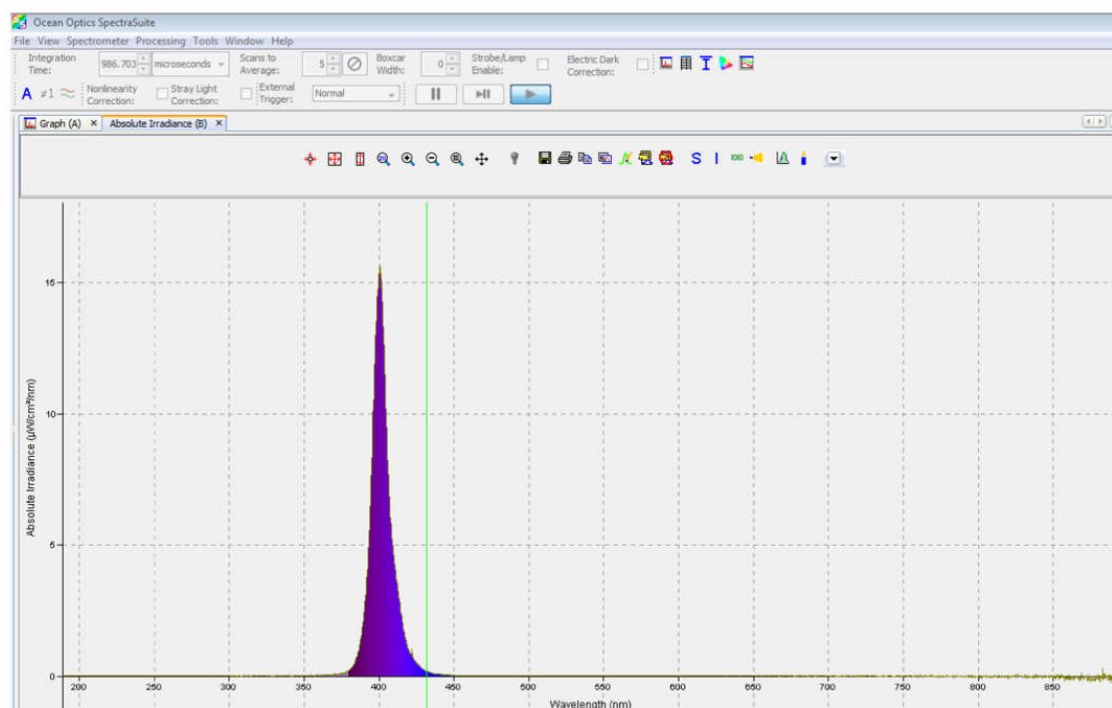 Ocean Optics SpectraSuite
File View Spectrometer Processing Tools Window Help
Integration Time: 986.703 microseconds Scans to Average: 5 Boxcar Width: 0 Strobe/Lamp Enable: Electric Dark Correction:
A ≠1 Nonlinearity Correction: Stray Light Correction: External Trigger: Normal
Graph (A) Absolute Irradiance (B)
S I
Absolute Irradiance (µW/cm²/nm)
15
10
5
0
200 250 300 350 400 450 500 550 600 650 700 750 800 850
Wavelength (nm)